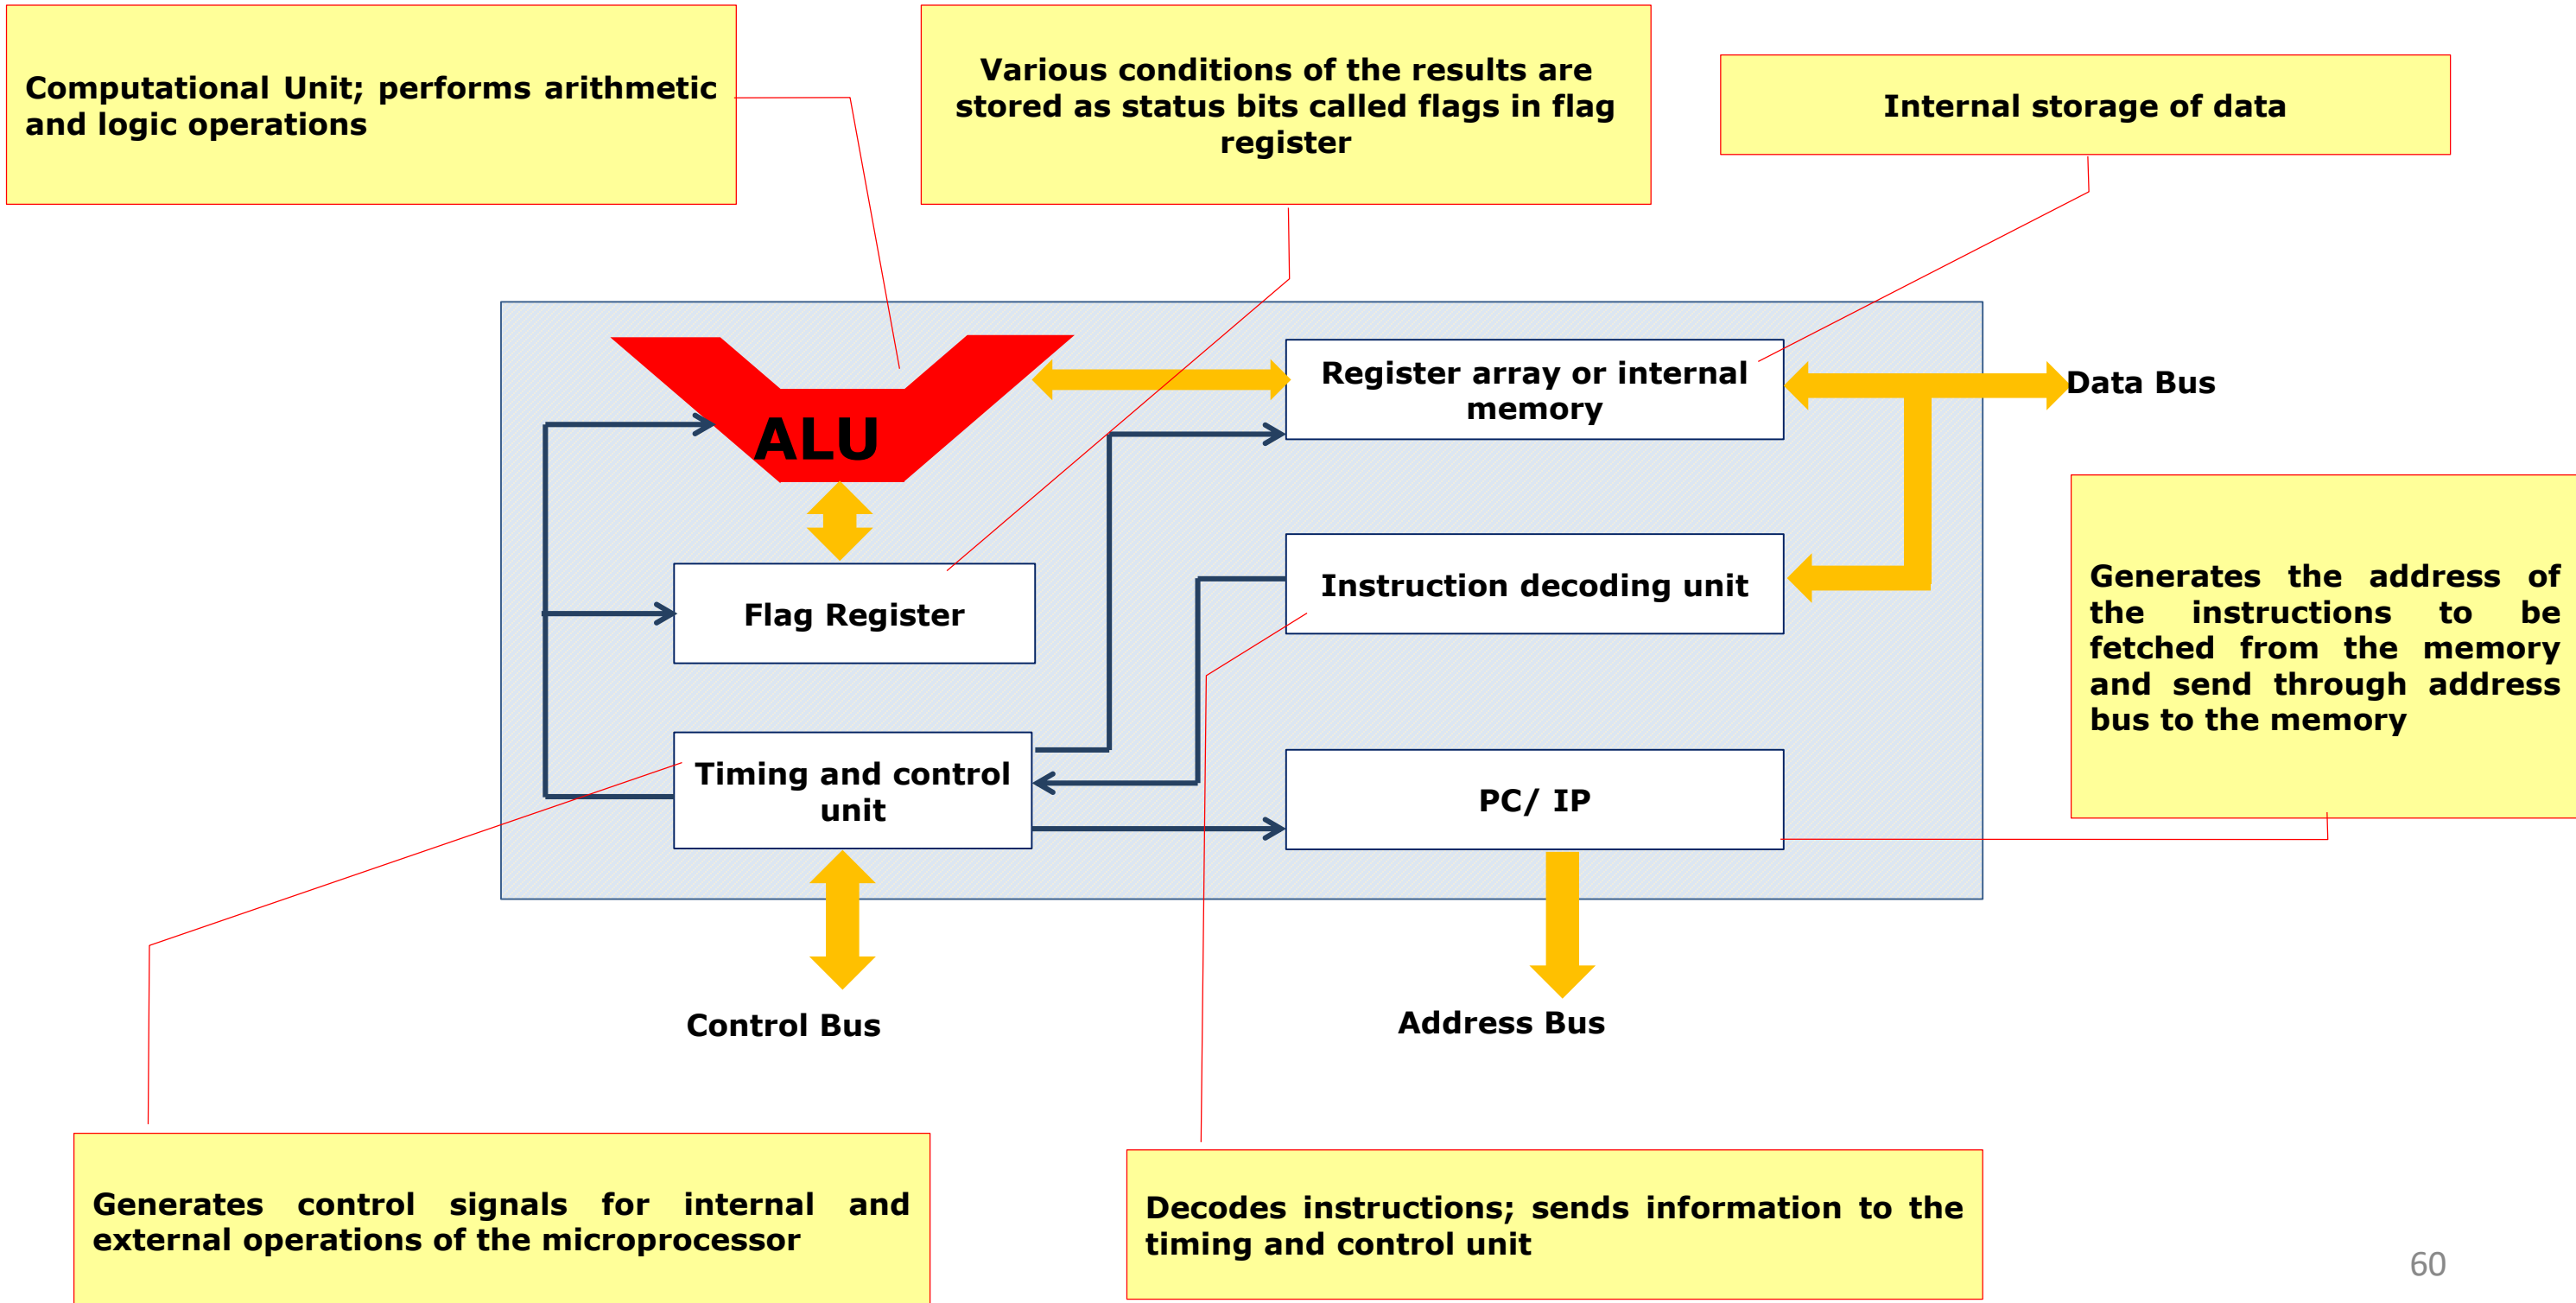 Computational Unit; performs arithmetic
and logic operations
Various conditions of the results are
stored as status bits called flags in flag
register
Internal storage of data
ALU
Register array or internal
memory
Data Bus
Flag Register
Instruction decoding unit
Generates the address of
the instructions to be
fetched from the memory
and send through address
bus to the memory
Timing and control
unit
PC/ IP
Control Bus
Address Bus
Generates control signals for internal and
external operations of the microprocessor
Decodes instructions; sends information to the
timing and control unit
60